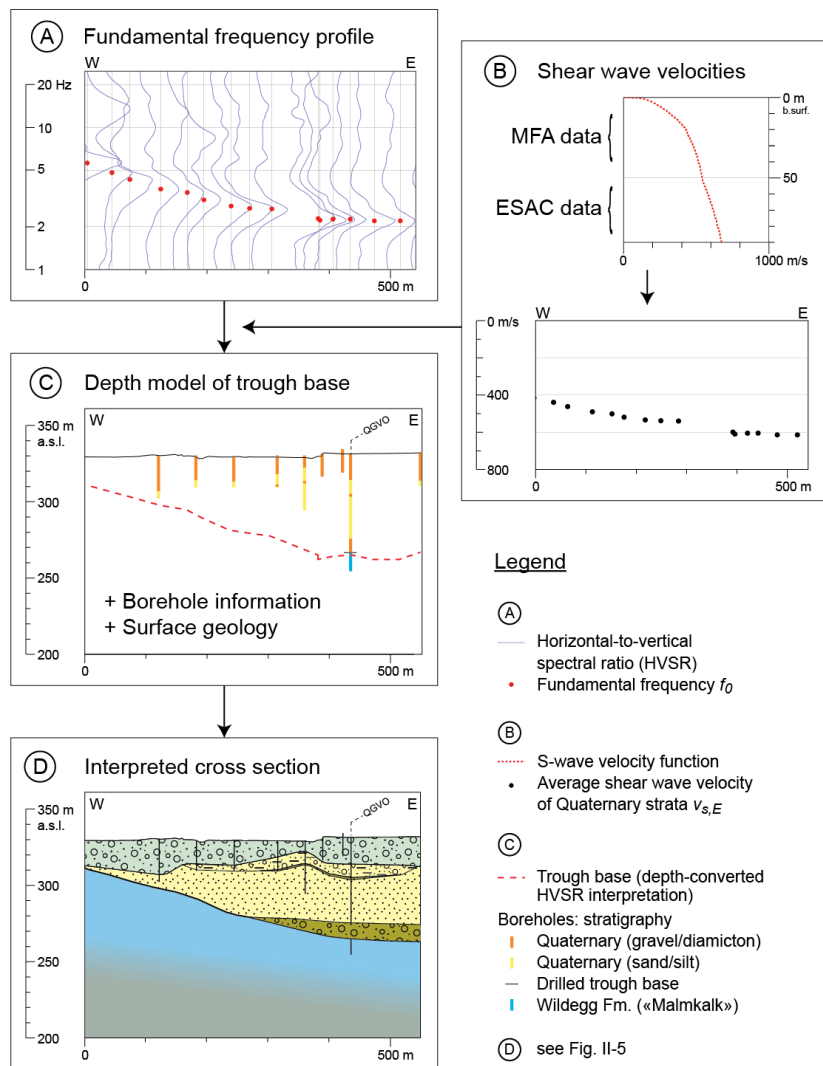 A Fundamental frequency profile
W E
20 Hz
10
5
2
1
0 500 m
B Shear wave velocities
0 m
b.surf.
MFA data {
50
ESAC data {
0 1000 m/s
W E
0 m/s
400
600
800
0 500 m
C Depth model of trough base
350 m
a.s.l.
W QGVO E
300
250
+ Borehole information
+ Surface geology
200
0 500 m
D Interpreted cross section
350 m
a.s.l.
W QGVO E
300
250
200
0 500 m
Legend
A
Horizontal-to-vertical
spectral ratio (HVSR)
Fundamental frequency f0
B
S-wave velocity function
Average shear wave velocity
of Quaternary strata vs,E
C
Trough base (depth-converted
HVSR interpretation)
Boreholes: stratigraphy
Quaternary (gravel/diamicton)
Quaternary (sand/silt)
Drilled trough base
Wildegg Fm. («Malmkalk»)
D see Fig. II-5